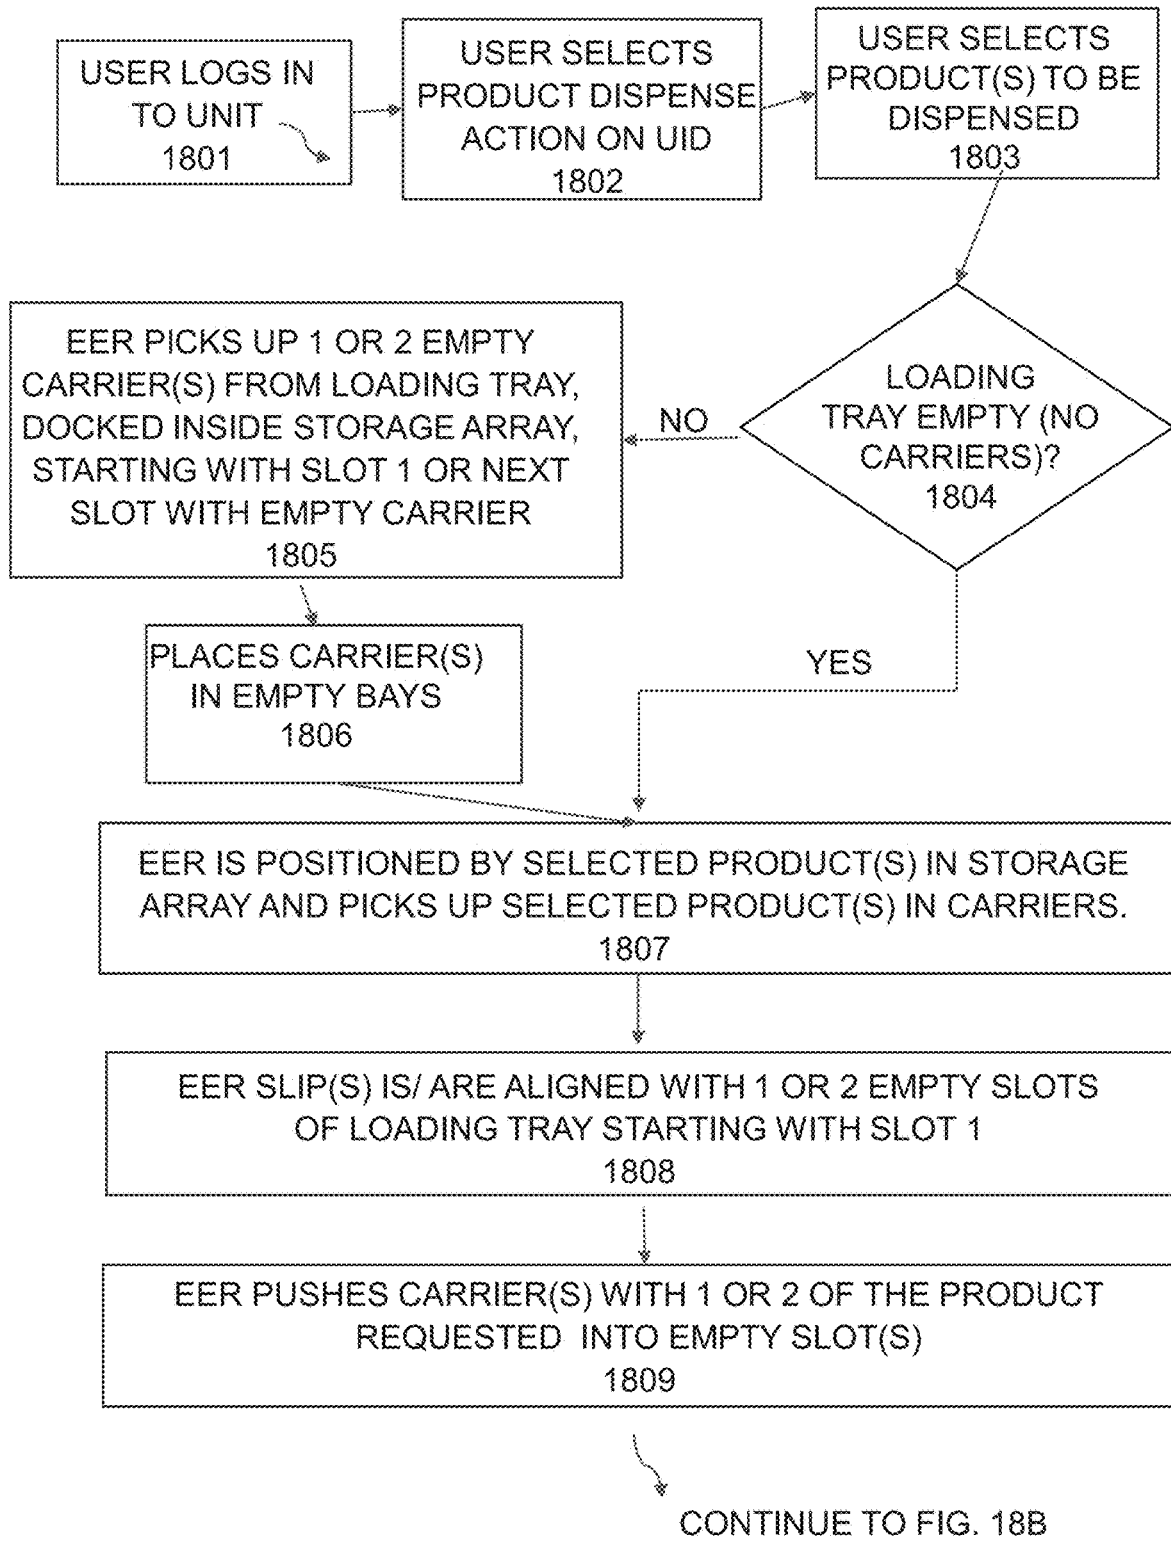 USER LOGS IN
TO UNIT
1801
USER SELECTS
PRODUCT DISPENSE
ACTION ON UID
1802
USER SELECTS
PRODUCT(S) TO BE
DISPENSED
1803
LOADING
TRAY EMPTY (NO
CARRIERS)?
1804
NO
EER PICKS UP 1 OR 2 EMPTY
CARRIER(S) FROM LOADING TRAY,
DOCKED INSIDE STORAGE ARRAY,
STARTING WITH SLOT 1 OR NEXT
SLOT WITH EMPTY CARRIER
1805
PLACES CARRIER(S)
IN EMPTY BAYS
1806
YES
EER IS POSITIONED BY SELECTED PRODUCT(S) IN STORAGE
ARRAY AND PICKS UP SELECTED PRODUCT(S) IN CARRIERS.
1807
EER SLIP(S) IS/ ARE ALIGNED WITH 1 OR 2 EMPTY SLOTS
OF LOADING TRAY STARTING WITH SLOT 1
1808
EER PUSHES CARRIER(S) WITH 1 OR 2 OF THE PRODUCT
REQUESTED INTO EMPTY SLOT(S)
1809
CONTINUE TO FIG. 18B